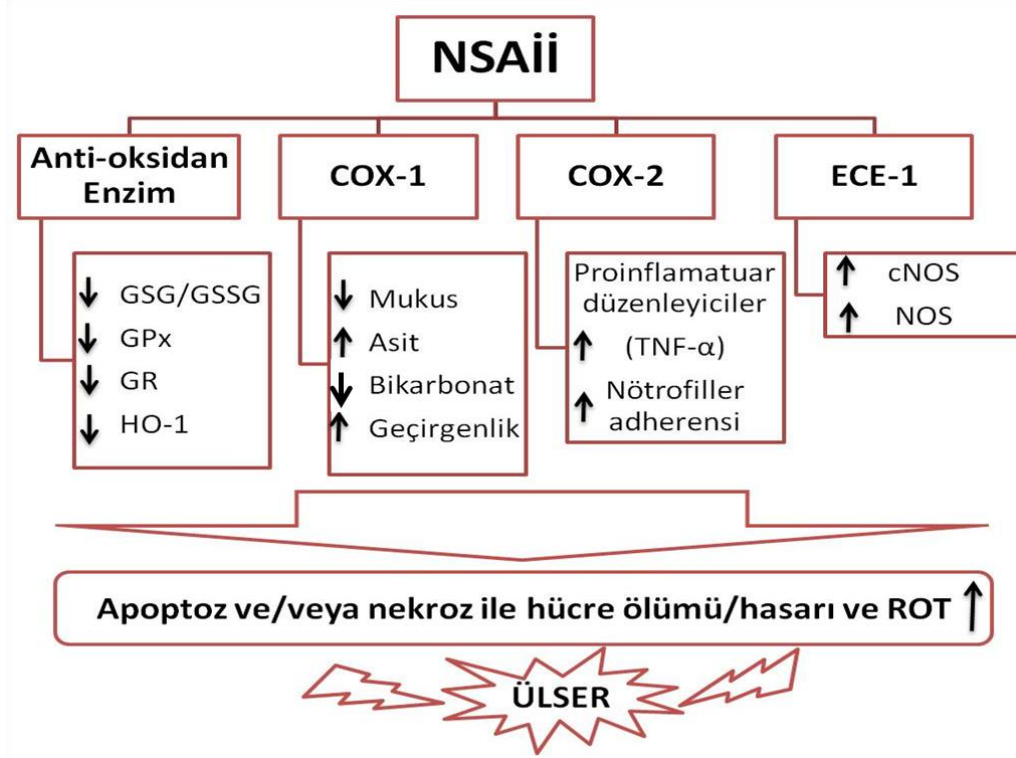 NSAİİ
Anti-oksidan
Enzim
COX-1
COX-2
ECE-1
↓ GSG/GSSG
↓ GPx
↓ GR
↓ HO-1
↓ Mukus
↑ Asit
↓ Bikarbonat
↑ Geçirgenlik
Proinflamatuar
düzenleyiciler
↑ (TNF-α)
↑ Nötrofiller
adherensi
↑ cNOS
↑ NOS
Apoptoz ve/veya nekroz ile hücre ölümü/hasarı ve ROT ↑
ÜLSER